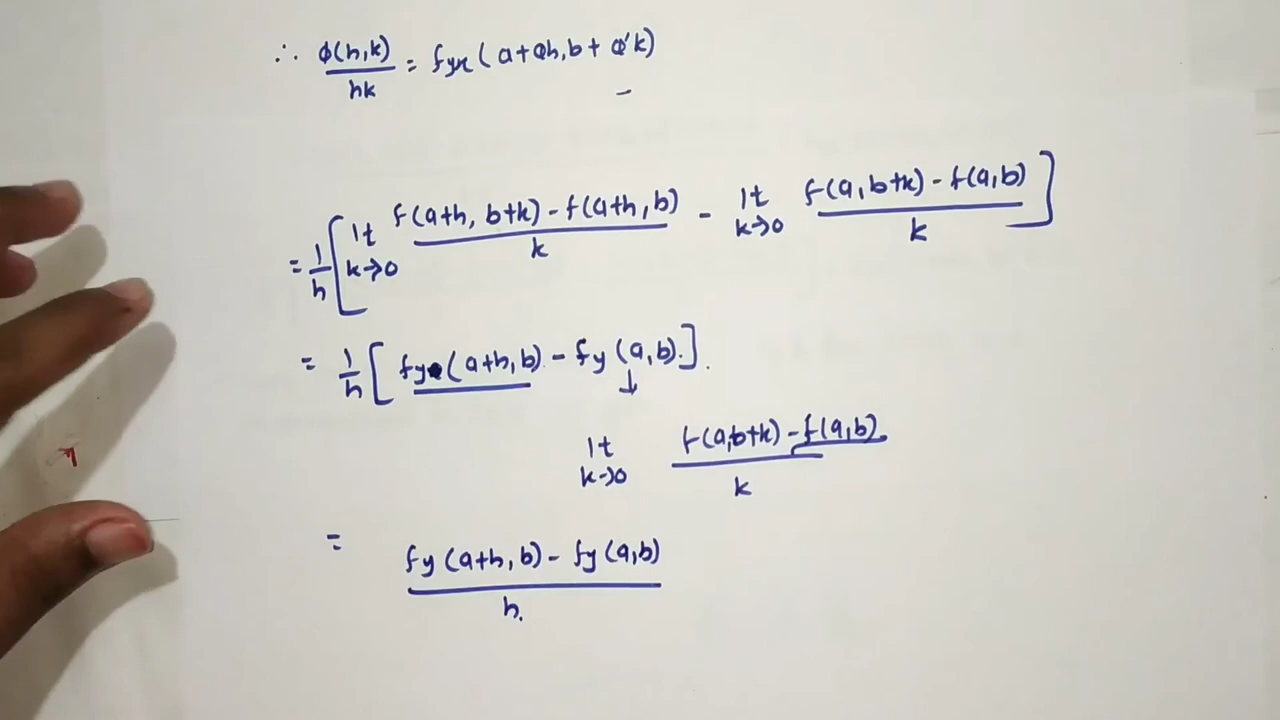 ∴ ϕ(h,k)/hk = fyx (a+θh, b+θ'k)
= 1/h [ lt k→0 f(a+h, b+k) - f(a+h, b)/k - lt k→0 f(a, b+k) - f(a,b)/k ]
= 1/h [ fy (a+h, b) - fy (a,b). ] .
↓
lt k→0 f(a,b+k) - f(a,b)/k
= fy (a+h, b) - fy (a,b)/h.